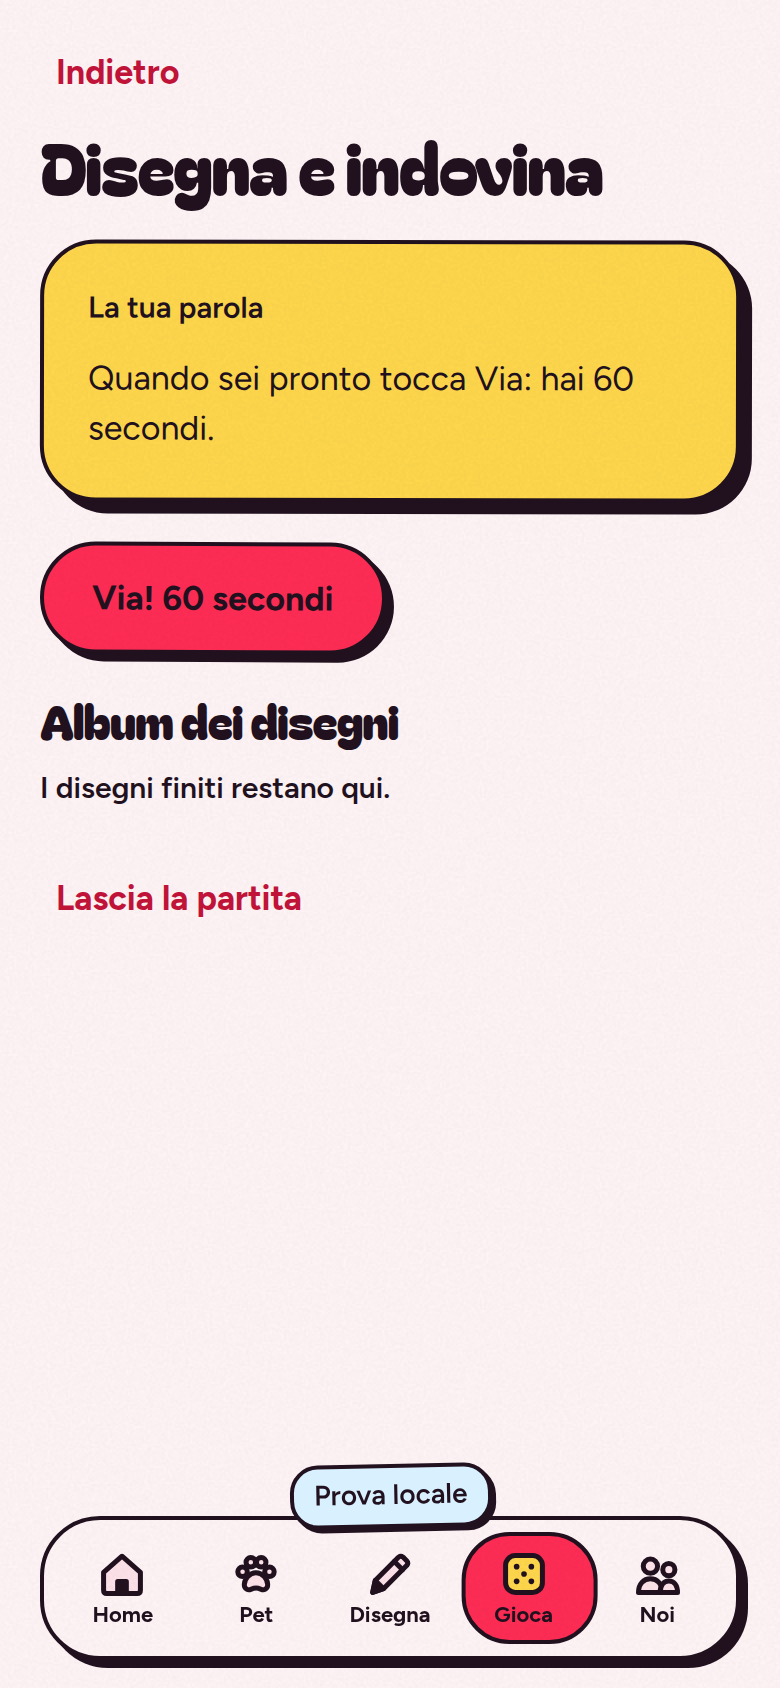 Indietro
Disegna e indovina
La tua parola
Quando sei pronto tocca Via: hai 60
secondi.
Via! 60 secondi
Album dei disegni
I disegni finiti restano qui.
Lascia la partita
Prova locale
Home
Pet
Disegna
Gioca
Noi